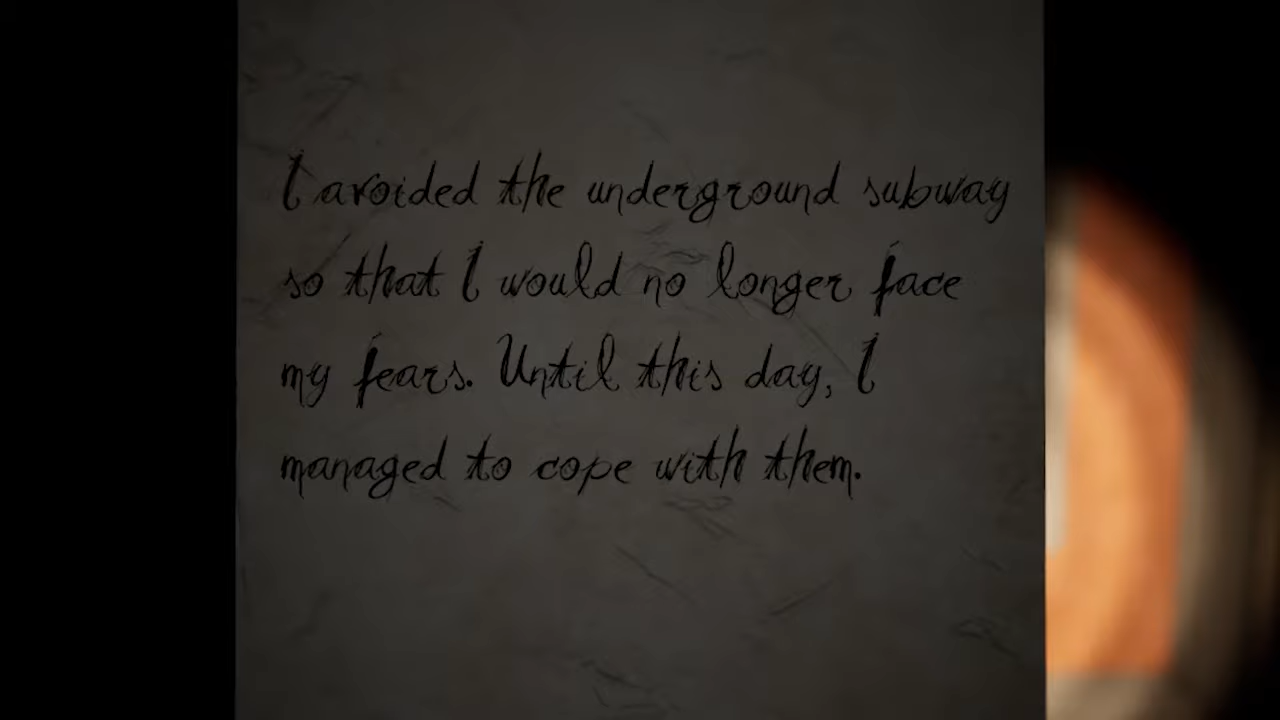 I avoided the underground subway
so that I would no longer face
my fears. Until this day, I
managed to cope with them.